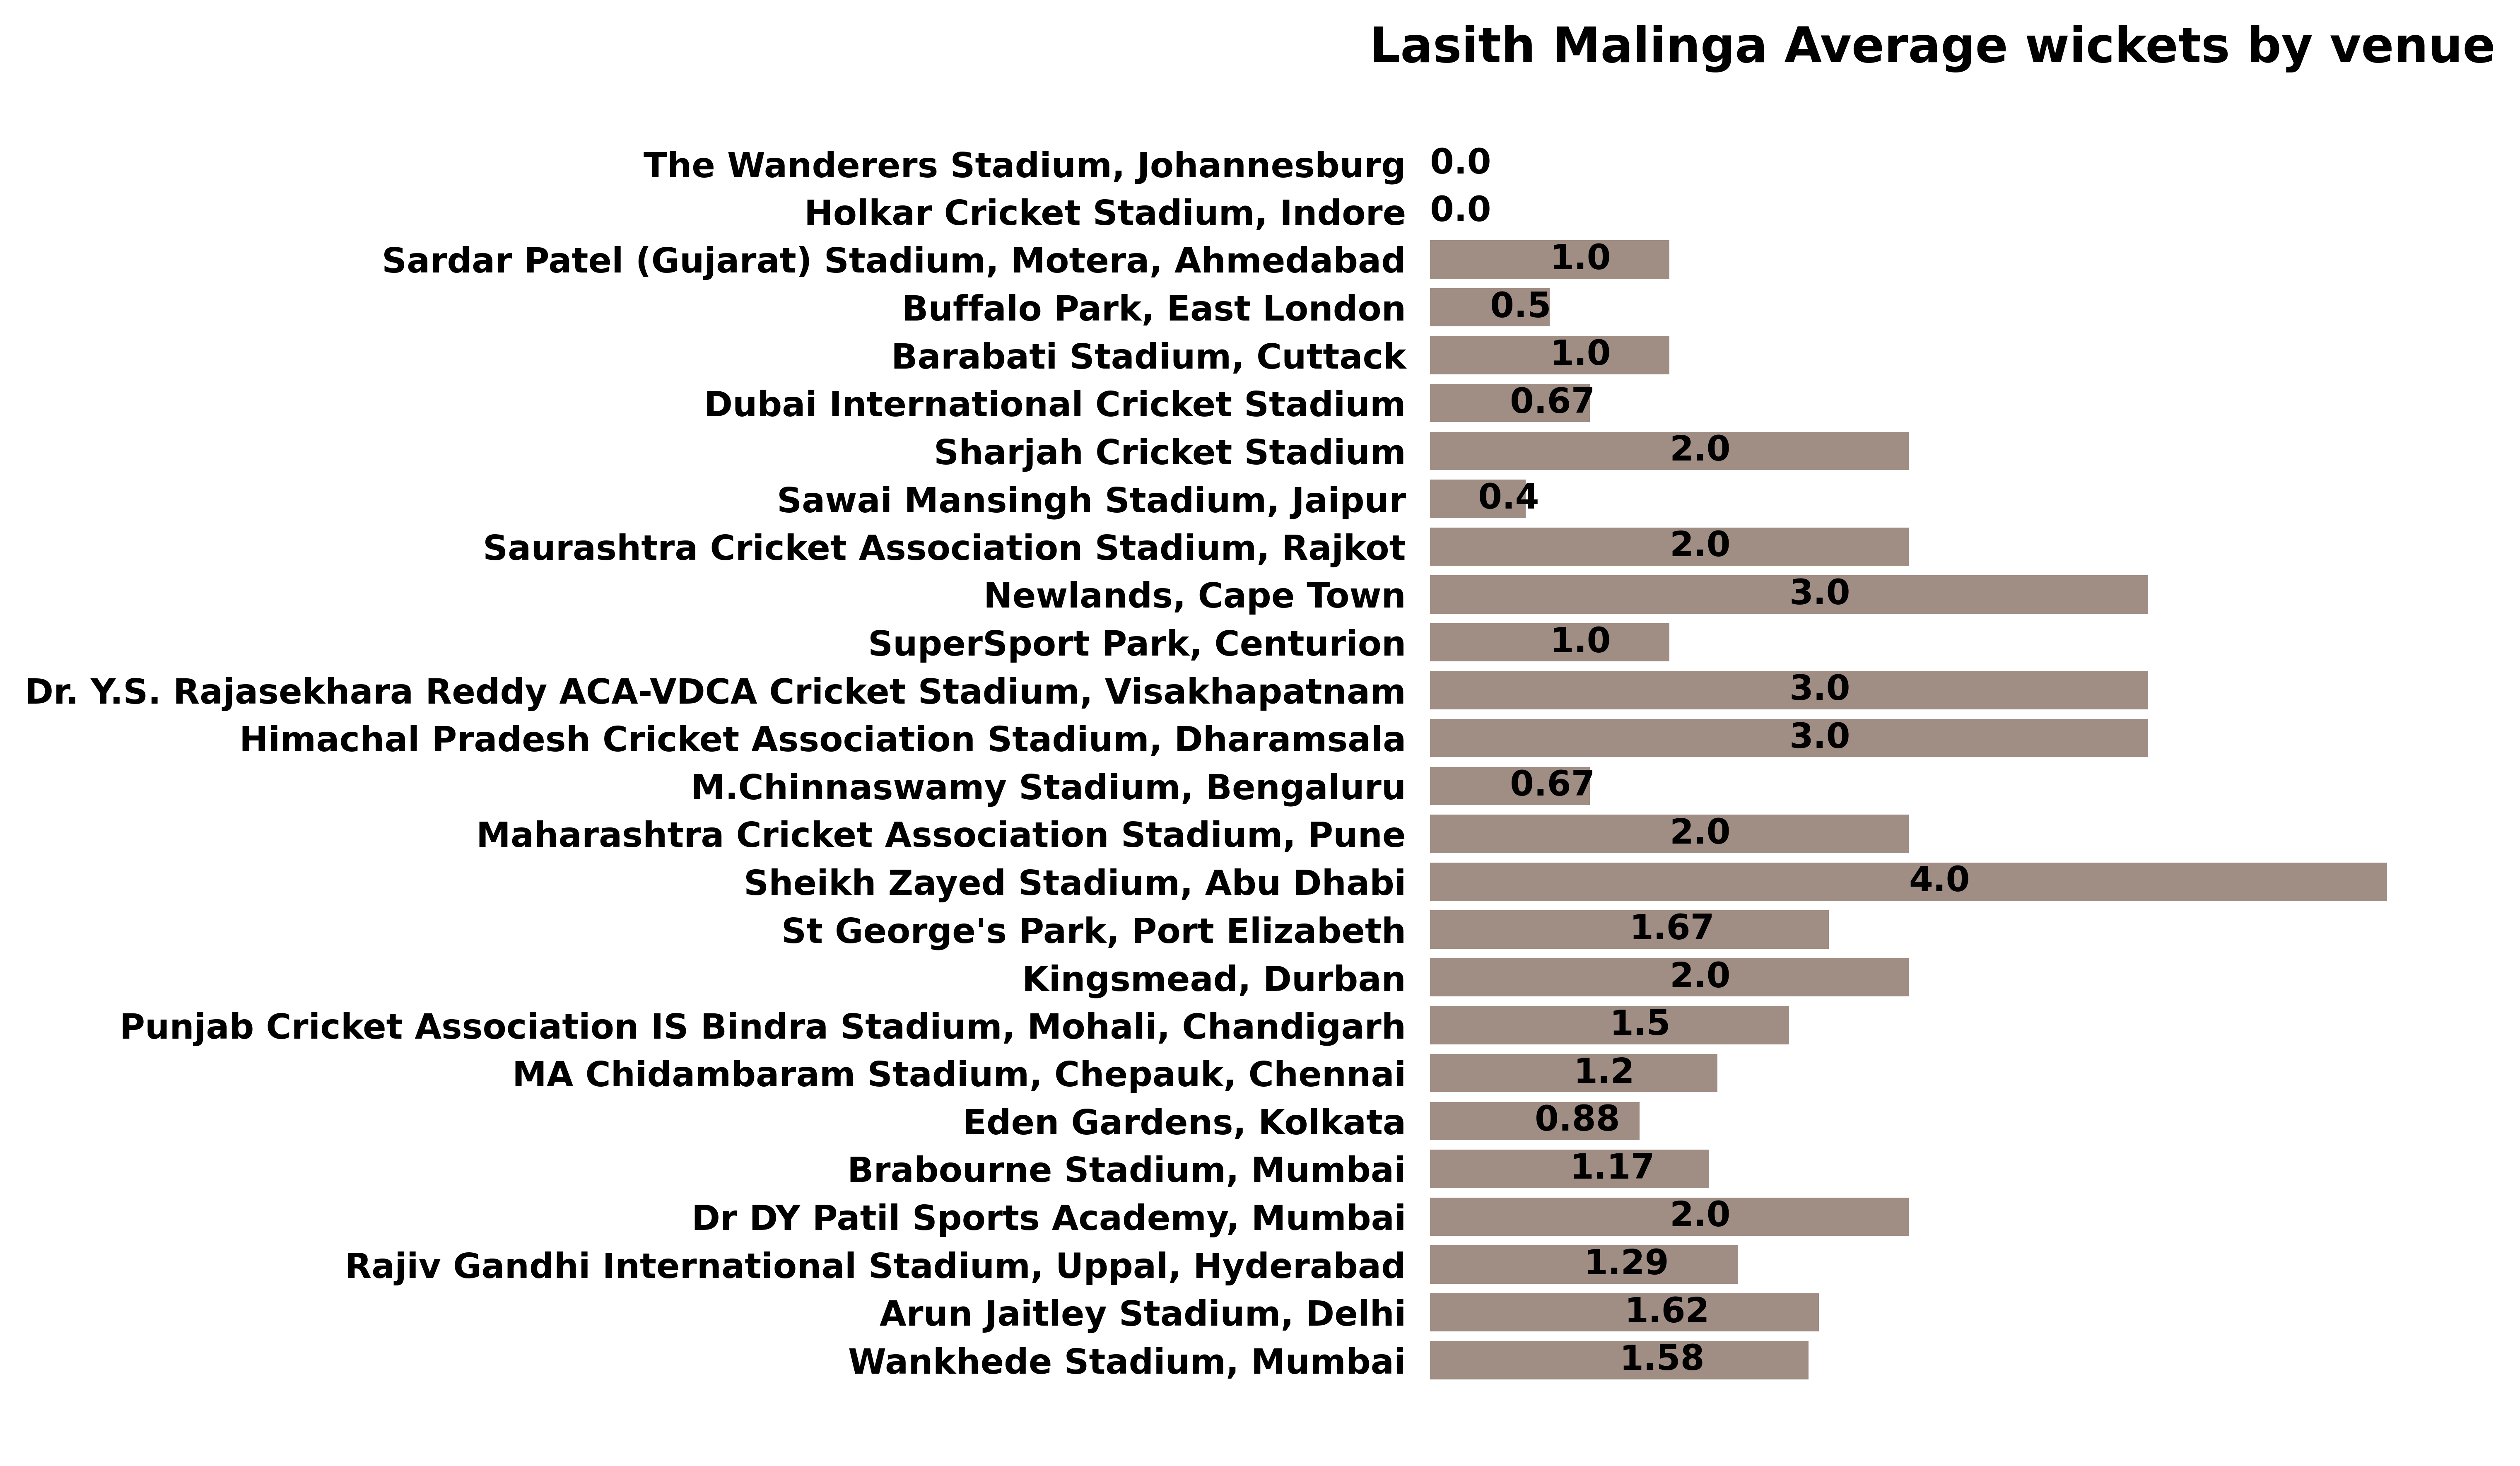 Lasith Malinga Average wickets by venue
The Wanderers Stadium, Johannesburg 0.0
Holkar Cricket Stadium, Indore 0.0
Sardar Patel (Gujarat) Stadium, Motera, Ahmedabad 1.0
Buffalo Park, East London 0.5
Barabati Stadium, Cuttack 1.0
Dubai International Cricket Stadium 0.67
Sharjah Cricket Stadium 2.0
Sawai Mansingh Stadium, Jaipur 0.4
Saurashtra Cricket Association Stadium, Rajkot 2.0
Newlands, Cape Town 3.0
SuperSport Park, Centurion 1.0
Dr. Y.S. Rajasekhara Reddy ACA-VDCA Cricket Stadium, Visakhapatnam 3.0
Himachal Pradesh Cricket Association Stadium, Dharamsala 3.0
M.Chinnaswamy Stadium, Bengaluru 0.67
Maharashtra Cricket Association Stadium, Pune 2.0
Sheikh Zayed Stadium, Abu Dhabi 4.0
St George's Park, Port Elizabeth 1.67
Kingsmead, Durban 2.0
Punjab Cricket Association IS Bindra Stadium, Mohali, Chandigarh 1.5
MA Chidambaram Stadium, Chepauk, Chennai 1.2
Eden Gardens, Kolkata 0.88
Brabourne Stadium, Mumbai 1.17
Dr DY Patil Sports Academy, Mumbai 2.0
Rajiv Gandhi International Stadium, Uppal, Hyderabad 1.29
Arun Jaitley Stadium, Delhi 1.62
Wankhede Stadium, Mumbai 1.58